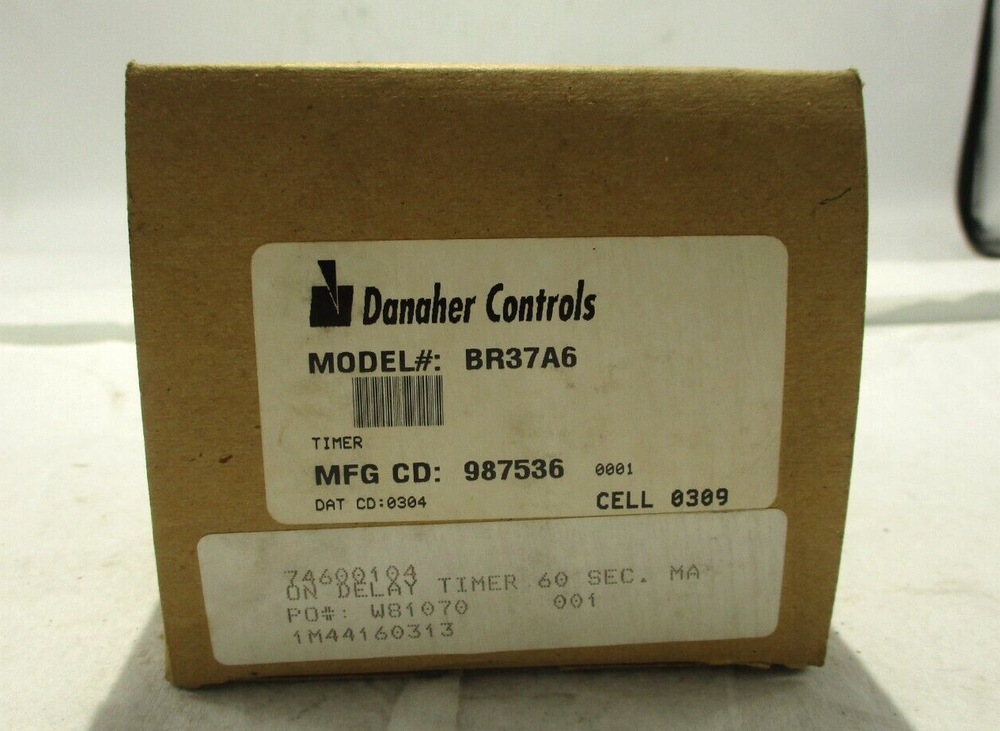 Danaher Controls
MODEL#: BR37A6
TIMER
MFG CD: 987536 0001
DAT CD:0304 CELL 0309
74600104
ON DELAY TIMER 60 SEC. MA
PO#: W81070 001
1M44160313